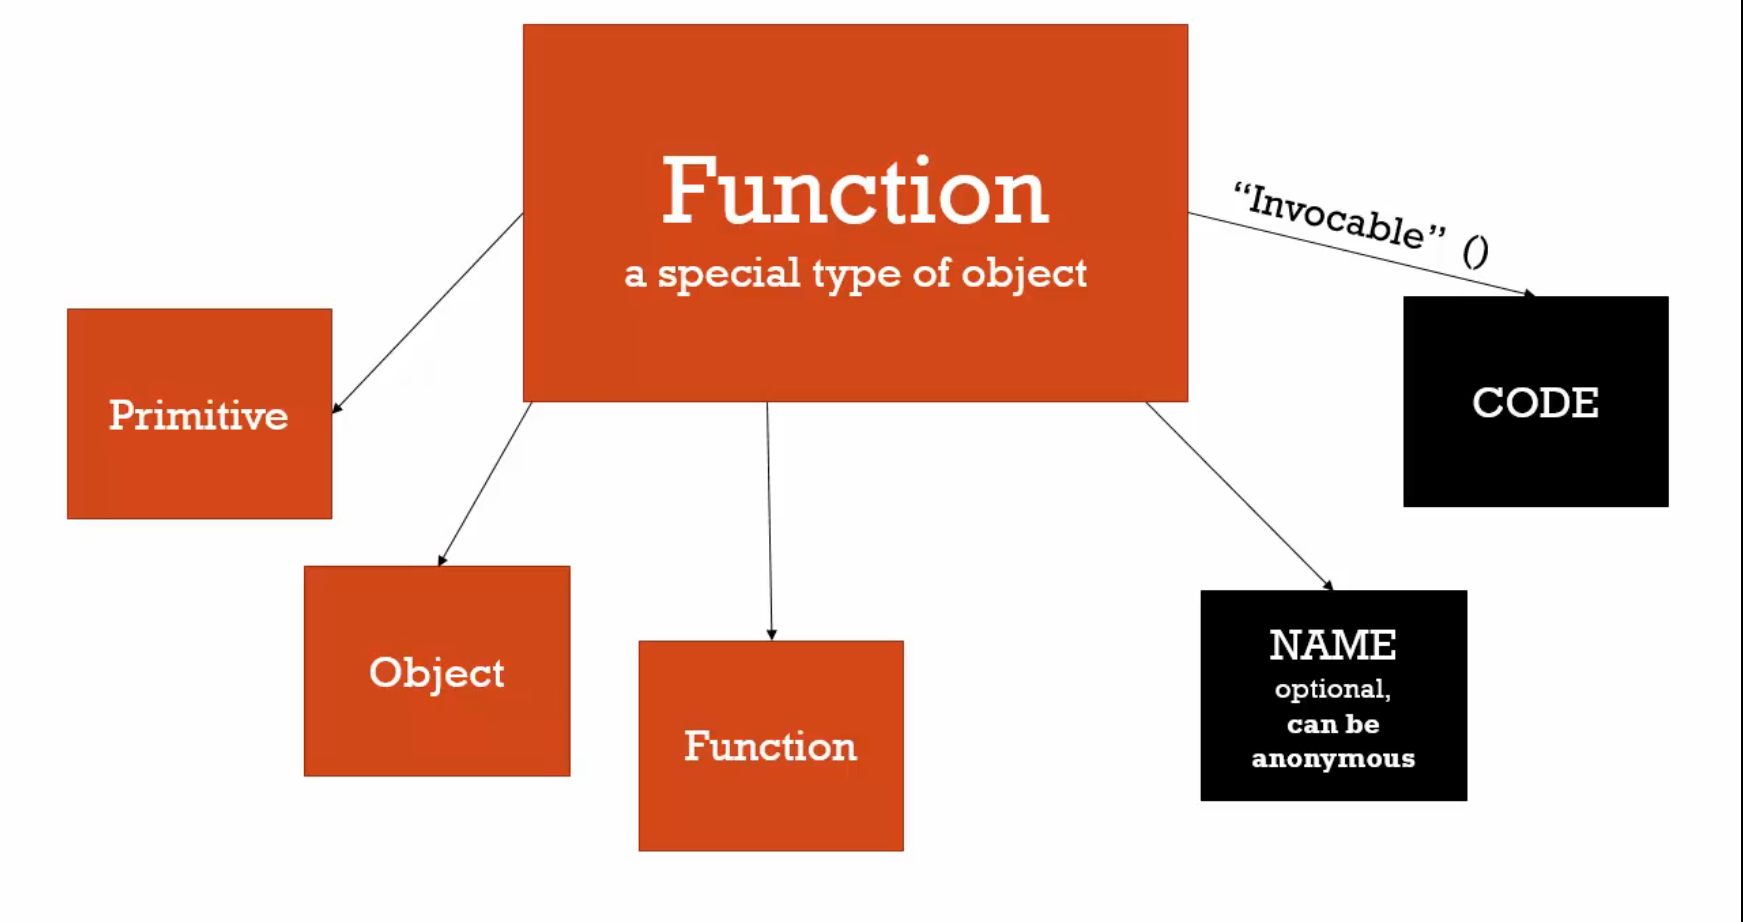 Function
a special type of object
“Invocable” ()
Primitive
CODE
Object
Function
NAME
optional,
can be
anonymous